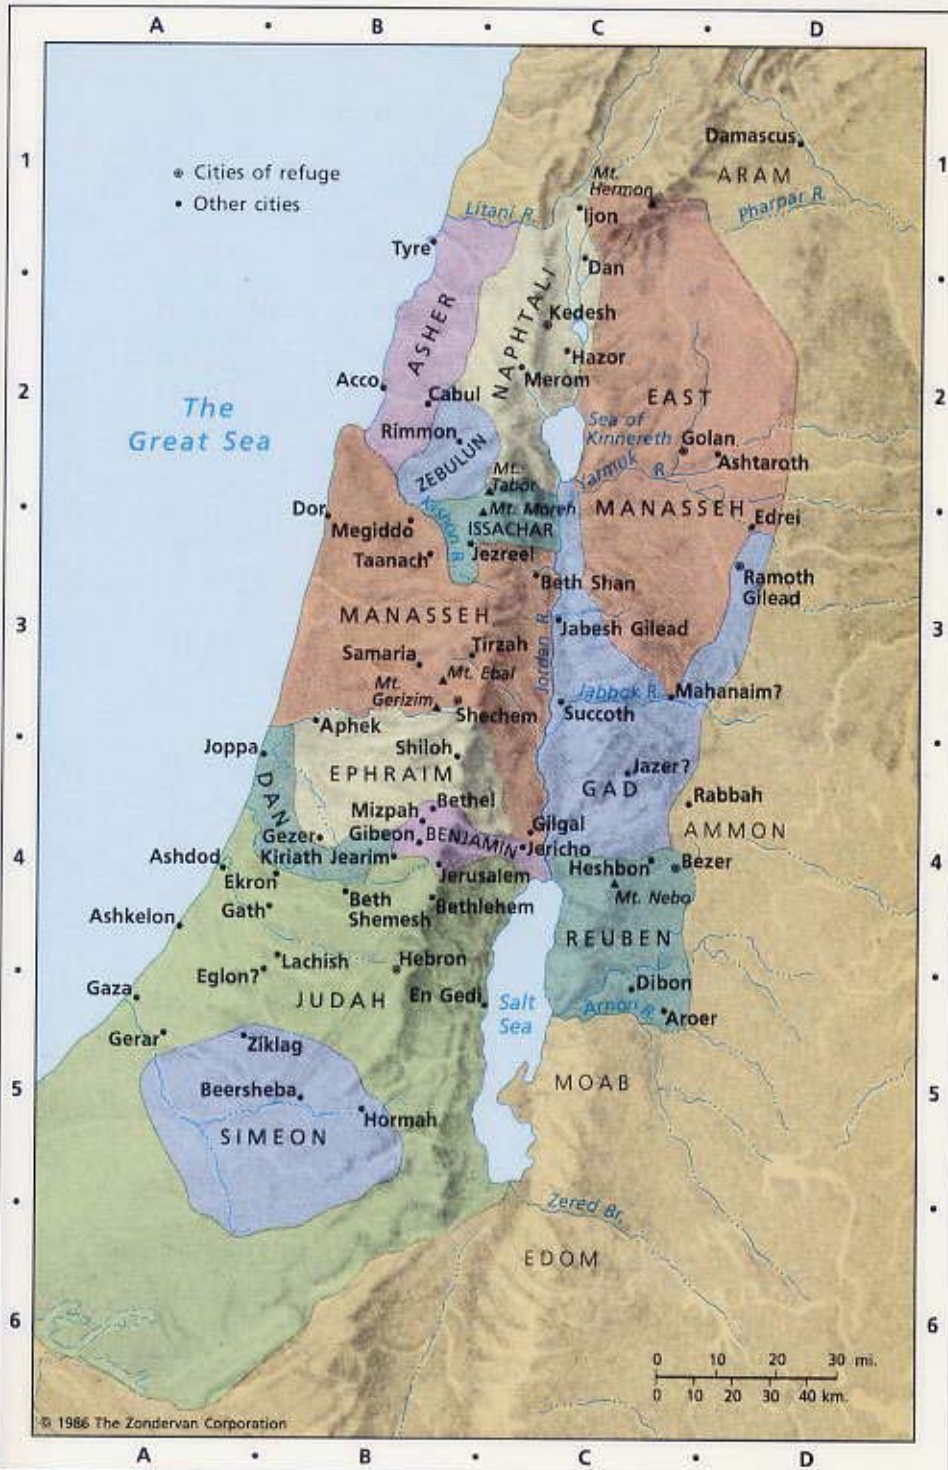 A • B • C • D
1
1
Damascus
Cities of refuge
Mt.
Hermon
ARAM
Other cities
Litani R.
Ijon
Pharpar R.
Tyre
Dan
ASHER
NAPHTALI
Kedesh
Hazor
Acco
Merom
2
2
Cabul
EAST
The
Great Sea
Sea of
Kinnereth
Rimmon
Golan
ZEBULUN
Yarmuk
R.
Ashtaroth
Mt.
Tabor
Dor
Kishon R.
Mt. Moreh
MANASSEH
Edrei
Megiddo
ISSACHAR
Taanach
Jezreel
Beth Shan
Ramoth
Gilead
MANASSEH
Jordan R.
Jabesh Gilead
3
3
Samaria
Tirzah
Mt. Ebal
Mt.
Gerizim
Jabbok R.
Mahanaim?
Shechem
Succoth
Aphek
Joppa
Shiloh
EPHRAIM
DAN
Jazer?
GAD
Bethel
Mizpah
Rabbah
Gezer
Gibeon
BENJAMIN
Gilgal
AMMON
Jericho
4
4
Ashdod
Kiriath Jearim
Heshbon
Bezer
Ekron
Jerusalem
Mt. Nebo
Gath
Beth
Shemesh
Bethlehem
Ashkelon
REUBEN
Lachish
Hebron
Eglon?
Dibon
Gaza
JUDAH
En Gedi
Salt
Sea
Arnon R.
Aroer
Gerar
Ziklag
MOAB
5
5
Beersheba
Hormah
SIMEON
Zered Br.
EDOM
6
6
0 10 20 30 mi.
0 10 20 30 40 km.
© 1986 The Zondervan Corporation
A • B • C • D